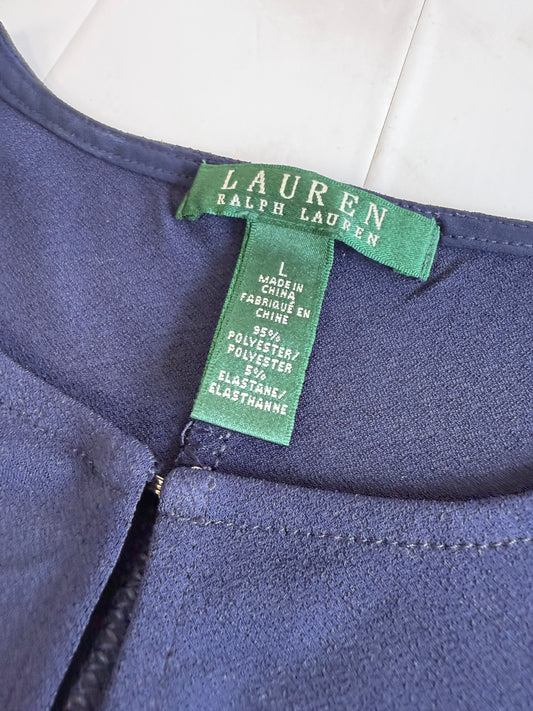 LAUREN
RALPH LAUREN
L
MADE IN
CHINA
FABRIQUÉ EN
CHINE
95%
POLYESTER/
POLYESTER
5%
ELASTANE/
ELASTHANNE